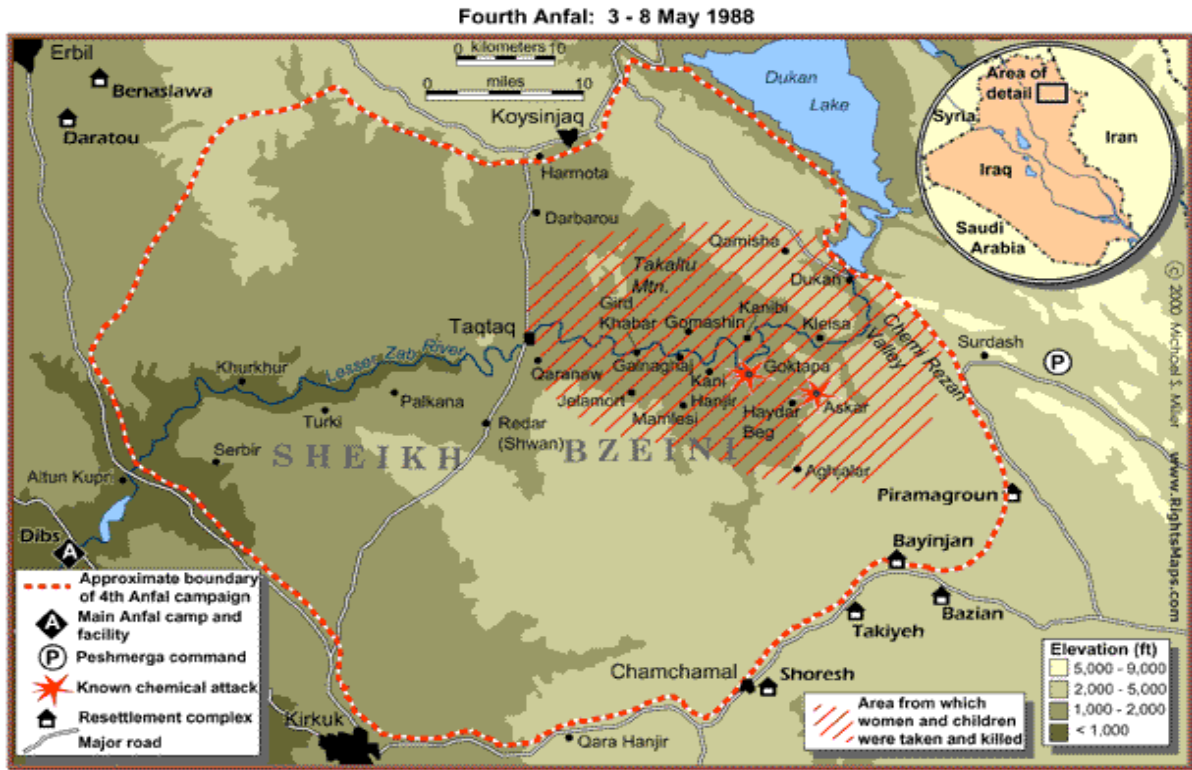 Fourth Anfal: 3 - 8 May 1988
0 kilometers 10
0 miles 10
Erbil
Benaslawa
Daratou
Koysinjaq
Harmota
Darbarou
Dukan
Lake
Area of
detail
Syria
Iran
Iraq
Saudi
Arabia
Qamisha
Takaltu
Mtn.
Dukan
Gird
Khabar
Gomashin
Kanibi
Kleisa
Taqtaq
Chemi Rezan
Valley
Surdash
P
Khurkhur
Lesser Zab River
Qaranaw
Galnaghaj
Kani
Hanjir
Goktapa
Jelamort
Mamlesi
Haydar
Beg
Askar
Turki
Palkana
Redar
(Shwan)
Serbir
SHEIKH BZEINI
Aghjalar
Altun Kupri
Piramagroun
Dibs
A
Bayinjan
Bazian
Takiyeh
Chamchamal
Shoresh
Kirkuk
Qara Hanjir
Approximate boundary
of 4th Anfal campaign
A
Main Anfal camp and
facility
P
Peshmerga command
Known chemical attack
Resettlement complex
Major road
Area from which
women and children
were taken and killed
Elevation (ft)
5,000 - 9,000
2,000 - 5,000
1,000 - 2,000
< 1,000
© 2000 Michael S. Miller www.RightsMaps.com